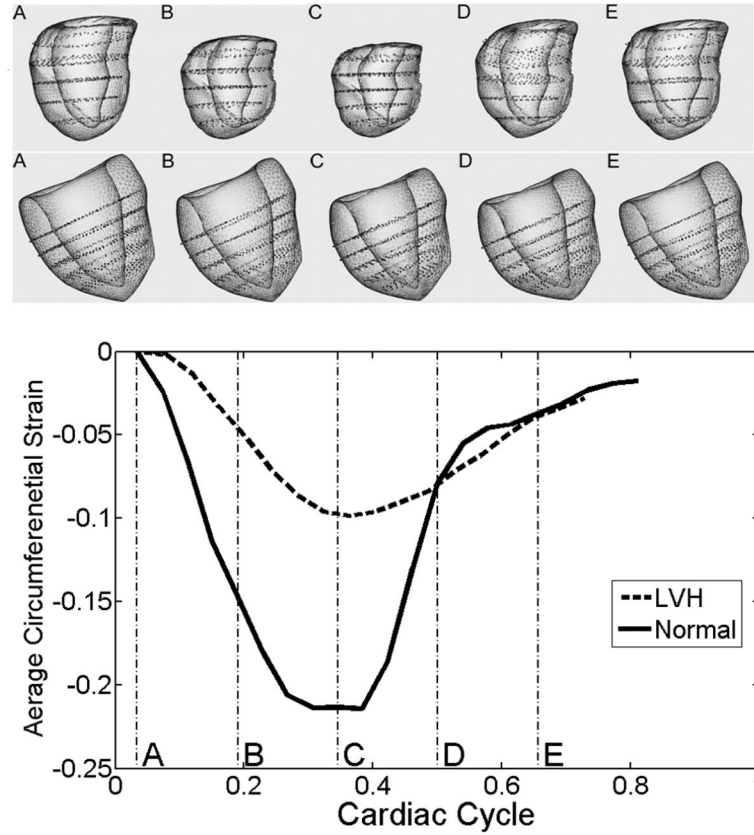 A B C D E
A B C D E
0
-0.05
-0.1
-0.15
-0.2
-0.25
Aerage Circumferenetial Strain
LVH
Normal
A B C D E
0 0.2 0.4 0.6 0.8
Cardiac Cycle